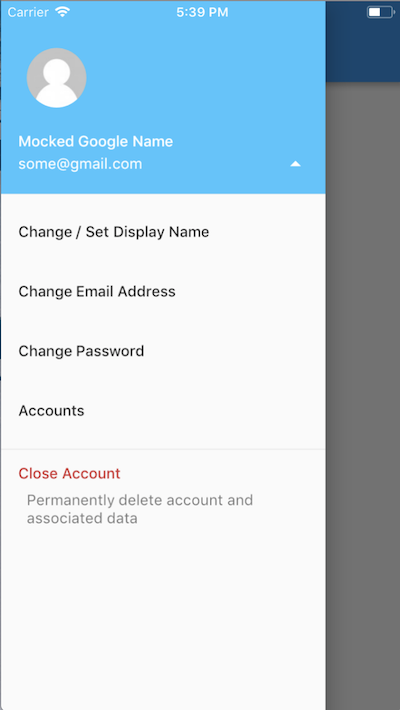 Carrier 5:39 PM
Mocked Google Name
some@gmail.com
Change / Set Display Name
Change Email Address
Change Password
Accounts
Close Account
Permanently delete account and
associated data